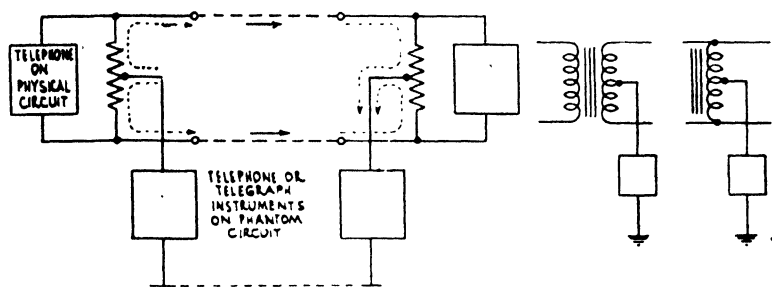 TELEPHONE
ON
PHYSICAL
CIRCUIT
TELEPHONE OR
TELEGRAPH
INSTRUMENTS
ON PHANTOM
CIRCUIT